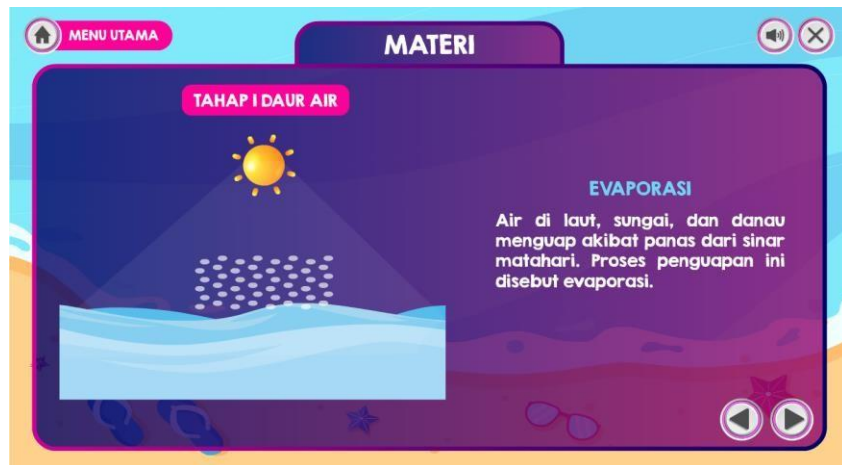 MENU UTAMA
MATERI
TAHAP I DAUR AIR
EVAPORASI
Air di laut, sungai, dan danau
menguap akibat panas dari sinar
matahari. Proses penguapan ini
disebut evaporasi.